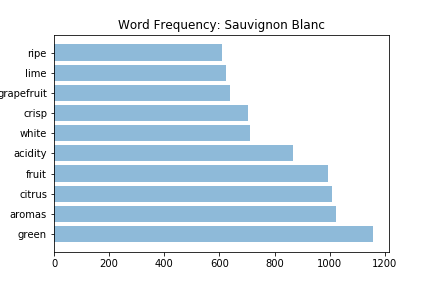 Word Frequency: Sauvignon Blanc
ripe
lime
grapefruit
crisp
white
acidity
fruit
citrus
aromas
green
0 200 400 600 800 1000 1200